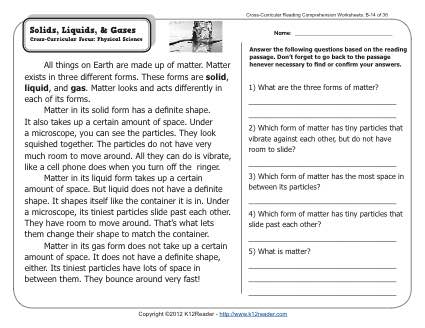 Cross-Curricular Reading Comprehension Worksheets: B-14 of 36
Solids, Liquids, & Gases
Cross-Curricular Focus: Physical Science
Name:
All things on Earth are made up of matter. Matter
exists in three different forms. These forms are solid,
liquid, and gas. Matter looks and acts differently in
each of its forms.
Matter in its solid form has a definite shape.
It also takes up a certain amount of space. Under
a microscope, you can see the particles. They look
squished together. The particles do not have very
much room to move around. All they can do is vibrate,
like a cell phone does when you turn off the ringer.
Matter in its liquid form takes up a certain
amount of space. But liquid does not have a definite
shape. It shapes itself like the container it is in. Under
a microscope, its tiniest particles slide past each other.
They have room to move around. That's what lets
them change their shape to match the container.
Matter in its gas form does not take up a certain
amount of space. It does not have a definite shape,
either. Its tiniest particles have lots of space in
between them. They bounce around very fast!
Answer the following questions based on the reading
passage. Don't forget to go back to the passage
henever necessary to find or confirm your answers.
1) What are the three forms of matter?
2) Which form of matter has tiny particles that
vibrate against each other, but do not have
room to slide?
3) Which form of matter has the most space in
between its particles?
4) Which form of matter has tiny particles that
slide past each other?
5) What is matter?
Copyright ©2012 K12Reader - http://www.k12reader.com